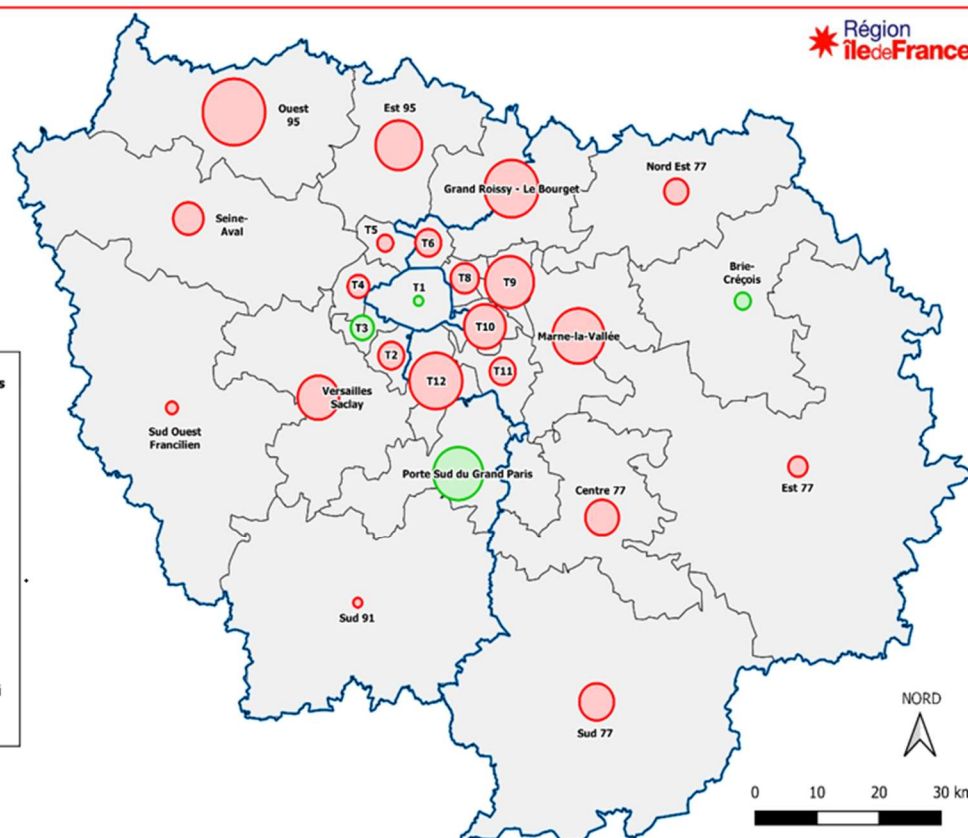 Région
îledeFrance
Ouest
95
Est 95
Grand Roissy - Le Bourget
Nord Est 77
Seine-
Aval
T5
T6
Brie-
Créçois
T4
T1
T8
T9
T3
T10
Marne-la-Vallée
T2
T11
T12
Versailles
Saclay
s
Sud Ouest
Francilien
Porte Sud du Grand Paris
Centre 77
Est 77
Sud 91
i
Sud 77
NORD
0 10 20 30 km